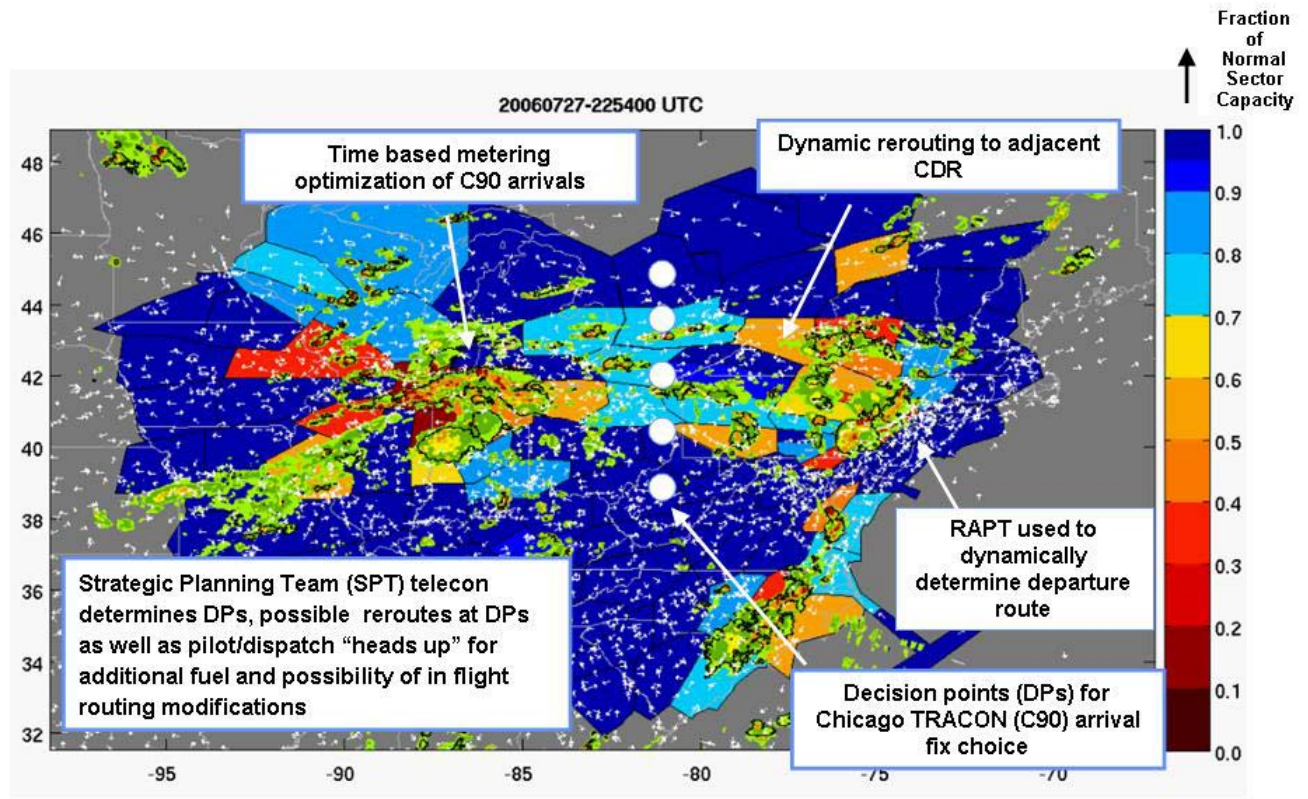 Fraction
of
Normal
Sector
Capacity
20060727-225400 UTC
Time based metering
optimization of C90 arrivals
Dynamic rerouting to adjacent
CDR
48
46
44
42
40
38
36
34
32
1.0
0.9
0.8
0.7
0.6
0.5
0.4
0.3
0.2
0.1
0.0
RAPT used to
dynamically
determine departure
route
Strategic Planning Team (SPT) telecon
determines DPs, possible reroutes at DPs
as well as pilot/dispatch “heads up” for
additional fuel and possibility of in flight
routing modifications
Decision points (DPs) for
Chicago TRACON (C90) arrival
fix choice
-95
-90
-85
-80
-75
-70